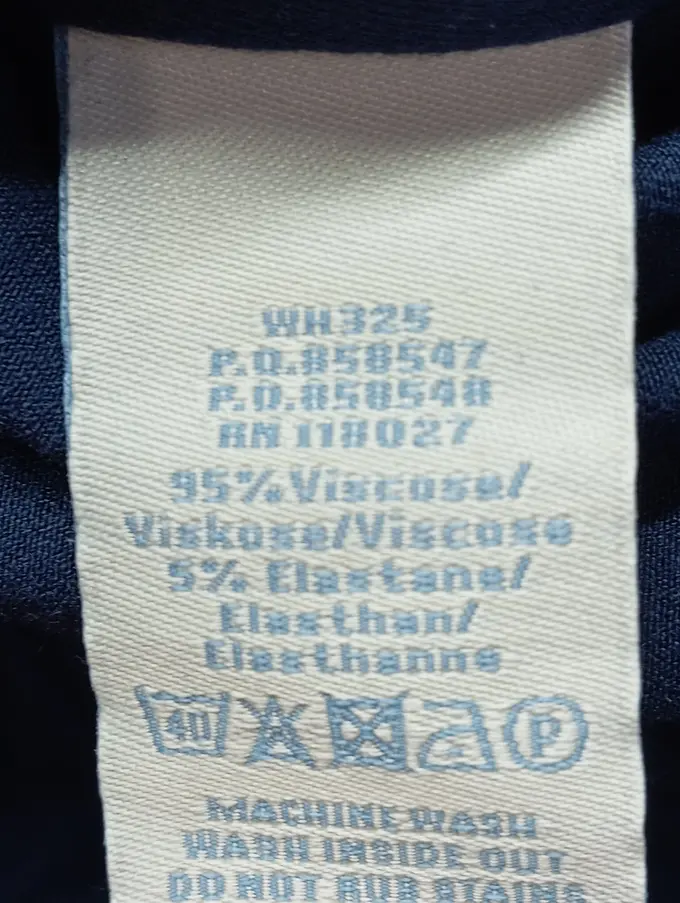 WH325
P.O.858547
P.O.858548
RN 118027
95%Viscose/
Viskose/Viscose
5% Elastane/
Elasthan/
Elasthanne
40 P
MACHINE WASH
WASH INSIDE OUT
DO NOT RUB STAINS